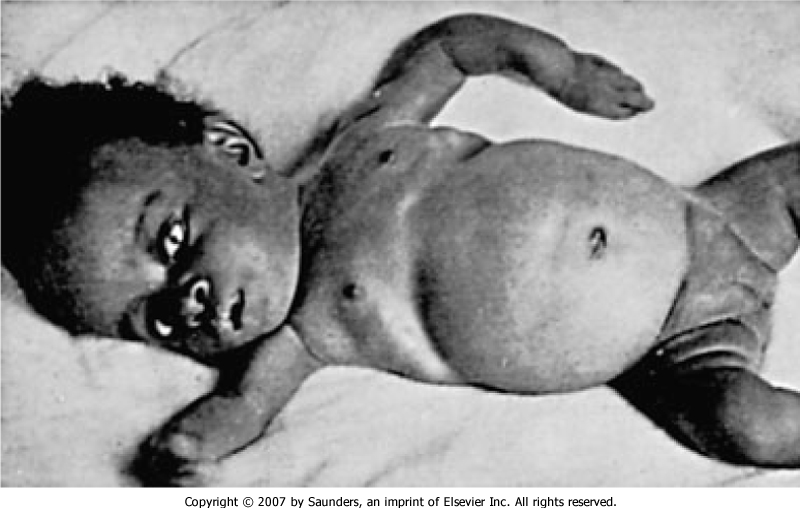 Copyright © 2007 by Saunders, an imprint of Elsevier Inc. All rights reserved.